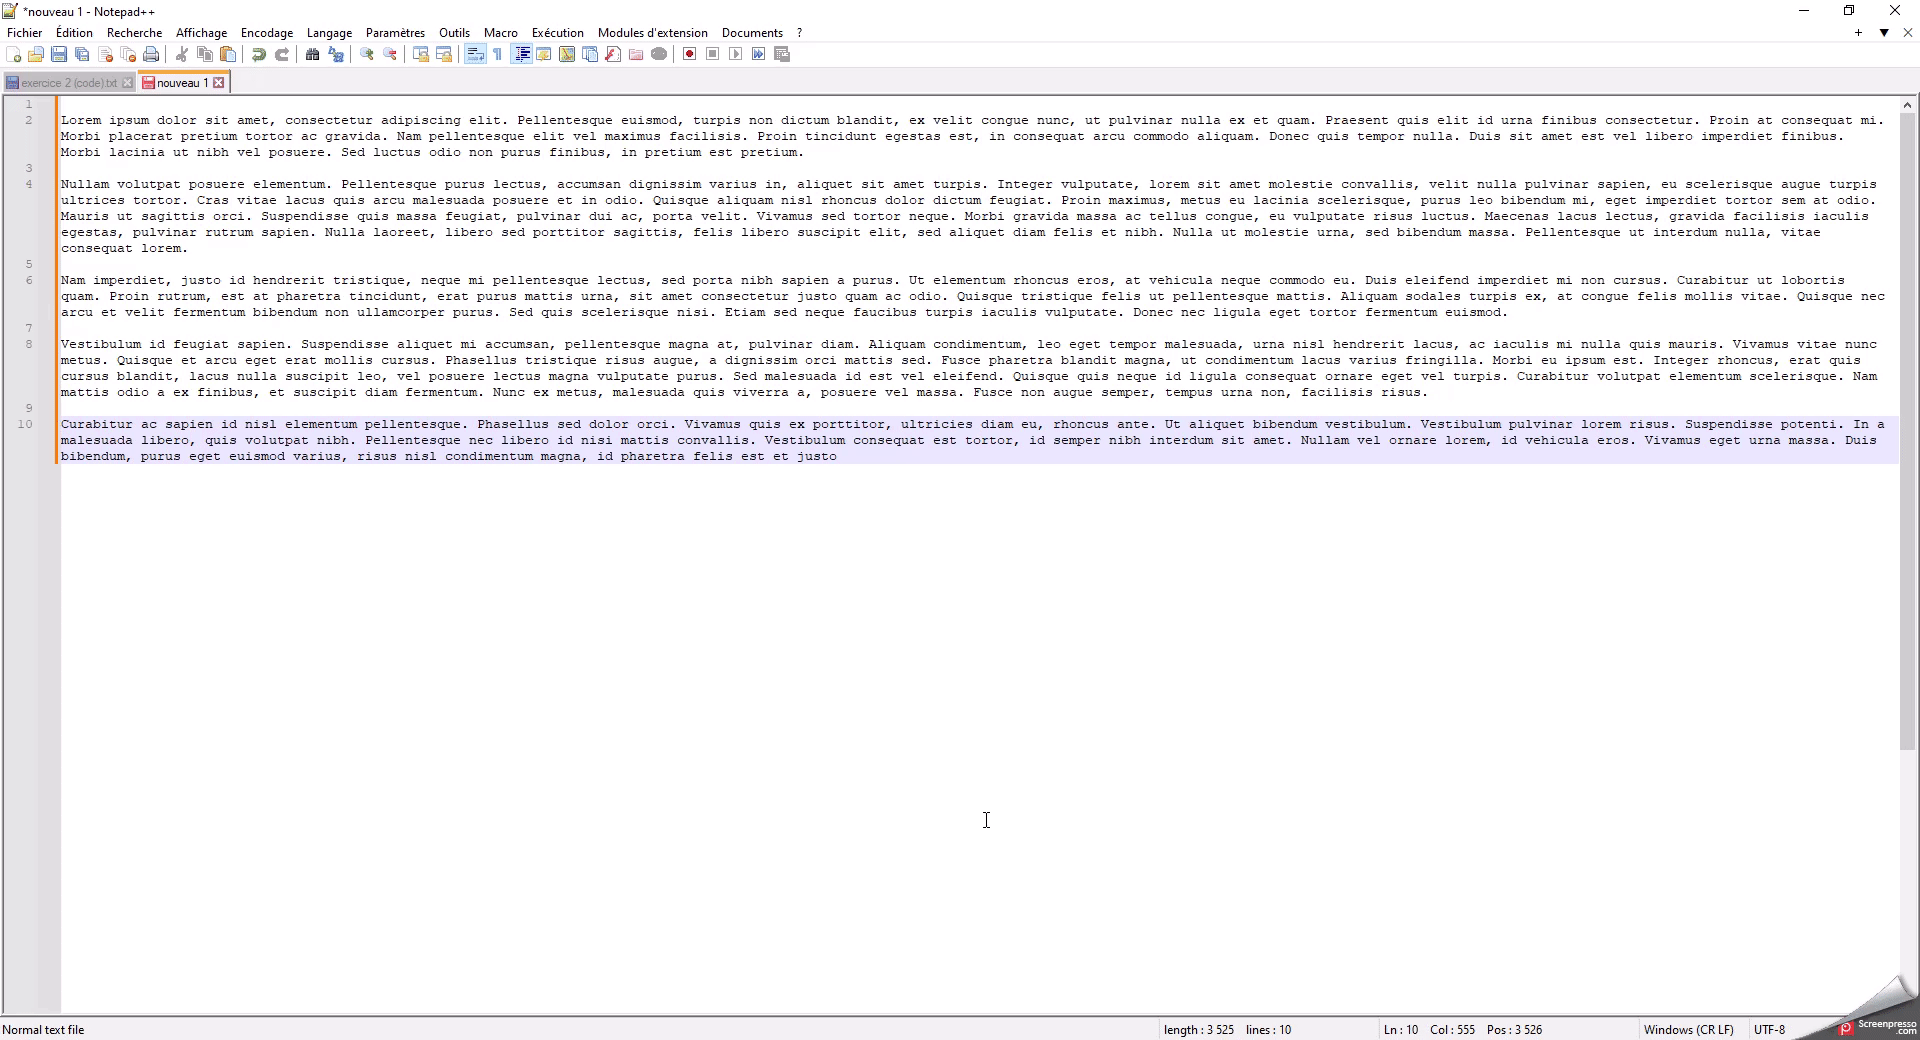 *nouveau 1 - Notepad++
Fichier Édition Recherche Affichage Encodage Langage Paramètres Outils Macro Exécution Modules d'extension Documents ?
exercice 2 (code).txt nouveau 1
1
2 Lorem ipsum dolor sit amet, consectetur adipiscing elit. Pellentesque euismod, turpis non dictum blandit, ex velit congue nunc, ut pulvinar nulla ex et quam. Praesent quis elit id urna finibus consectetur. Proin at consequat mi.
Morbi placerat pretium tortor ac gravida. Nam pellentesque elit vel maximus facilisis. Proin tincidunt egestas est, in consequat arcu commodo aliquam. Donec quis tempor nulla. Duis sit amet est vel libero imperdiet finibus.
Morbi lacinia ut nibh vel posuere. Sed luctus odio non purus finibus, in pretium est pretium.
3
4 Nullam volutpat posuere elementum. Pellentesque purus lectus, accumsan dignissim varius in, aliquet sit amet turpis. Integer vulputate, lorem sit amet molestie convallis, velit nulla pulvinar sapien, eu scelerisque augue turpis
ultrices tortor. Cras vitae lacus quis arcu malesuada posuere et in odio. Quisque aliquam nisl rhoncus dolor dictum feugiat. Proin maximus, metus eu lacinia scelerisque, purus leo bibendum mi, eget imperdiet tortor sem at odio.
Mauris ut sagittis orci. Suspendisse quis massa feugiat, pulvinar dui ac, porta velit. Vivamus sed tortor neque. Morbi gravida massa ac tellus congue, eu vulputate risus luctus. Maecenas lacus lectus, gravida facilisis iaculis
egestas, pulvinar rutrum sapien. Nulla laoreet, libero sed porttitor sagittis, felis libero suscipit elit, sed aliquet diam felis et nibh. Nulla ut molestie urna, sed bibendum massa. Pellentesque ut interdum nulla, vitae
consequat lorem.
5
6 Nam imperdiet, justo id hendrerit tristique, neque mi pellentesque lectus, sed porta nibh sapien a purus. Ut elementum rhoncus eros, at vehicula neque commodo eu. Duis eleifend imperdiet mi non cursus. Curabitur ut lobortis
quam. Proin rutrum, est at pharetra tincidunt, erat purus mattis urna, sit amet consectetur justo quam ac odio. Quisque tristique felis ut pellentesque mattis. Aliquam sodales turpis ex, at congue felis mollis vitae. Quisque nec
arcu et velit fermentum bibendum non ullamcorper purus. Sed quis scelerisque nisi. Etiam sed neque faucibus turpis iaculis vulputate. Donec nec ligula eget tortor fermentum euismod.
7
8 Vestibulum id feugiat sapien. Suspendisse aliquet mi accumsan, pellentesque magna at, pulvinar diam. Aliquam condimentum, leo eget tempor malesuada, urna nisl hendrerit lacus, ac iaculis mi nulla quis mauris. Vivamus vitae nunc
metus. Quisque et arcu eget erat mollis cursus. Phasellus tristique risus augue, a dignissim orci mattis sed. Fusce pharetra blandit magna, ut condimentum lacus varius fringilla. Morbi eu ipsum est. Integer rhoncus, erat quis
cursus blandit, lacus nulla suscipit leo, vel posuere lectus magna vulputate purus. Sed malesuada id est vel eleifend. Quisque quis neque id ligula consequat ornare eget vel turpis. Curabitur volutpat elementum scelerisque. Nam
mattis odio a ex finibus, et suscipit diam fermentum. Nunc ex metus, malesuada quis viverra a, posuere vel massa. Fusce non augue semper, tempus urna non, facilisis risus.
9
10 Curabitur ac sapien id nisl elementum pellentesque. Phasellus sed dolor orci. Vivamus quis ex porttitor, ultricies diam eu, rhoncus ante. Ut aliquet bibendum vestibulum. Vestibulum pulvinar lorem risus. Suspendisse potenti. In a
malesuada libero, quis volutpat nibh. Pellentesque nec libero id nisi mattis convallis. Vestibulum consequat est tortor, id semper nibh interdum sit amet. Nullam vel ornare lorem, id vehicula eros. Vivamus eget urna massa. Duis
bibendum, purus eget euismod varius, risus nisl condimentum magna, id pharetra felis est et justo
Normal text file length : 3 525 lines : 10 Ln : 10 Col : 555 Pos : 3 526 Windows (CR LF) UTF-8
Screenpresso
.com